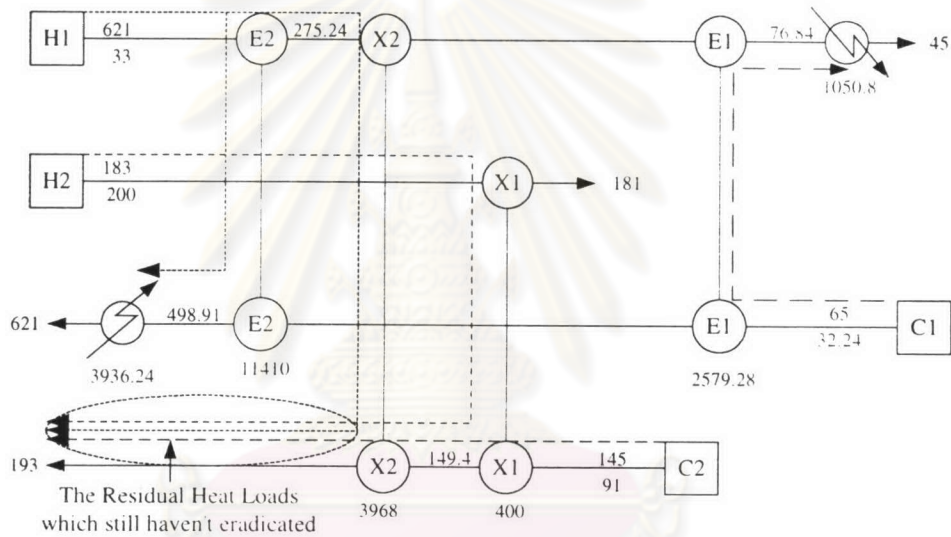 H1 621 E2 275.24 X2 E1 76.84 45
33
1050.8
H2 183 X1 181
200
621 498.91 E2 E1 65 C1
32.24
3936.24 11410 2579.28
193 X2 149.4 X1 145 C2
91
The Residual Heat Loads
which still haven't eradicated
3968 400